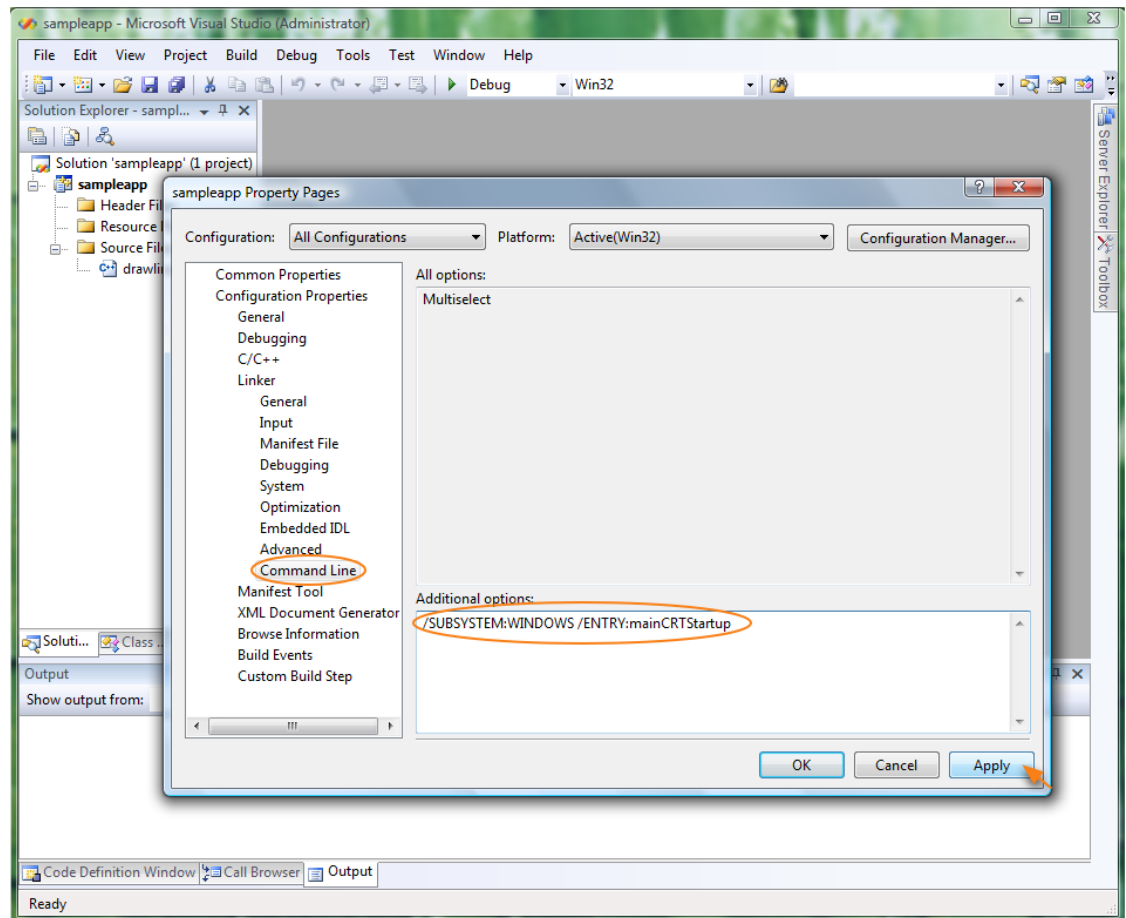 sampleapp - Microsoft Visual Studio (Administrator)
File Edit View Project Build Debug Tools Test Window Help
Debug Win32
Solution Explorer - sampl...
Solution 'sampleapp' (1 project)
sampleapp
Header Fil
Resource
Source File
drawli
Server Explorer
Toolbox
sampleapp Property Pages
Configuration: All Configurations Platform: Active(Win32) Configuration Manager...
Common Properties
Configuration Properties
General
Debugging
C/C++
Linker
General
Input
Manifest File
Debugging
System
Optimization
Embedded IDL
Advanced
Command Line
Manifest Tool
XML Document Generator
Browse Information
Build Events
Custom Build Step
All options:
Multiselect
Additional options:
/SUBSYSTEM:WINDOWS /ENTRY:mainCRTStartup
OK Cancel Apply
Soluti... Class ...
Output
Show output from:
Code Definition Window Call Browser Output
Ready